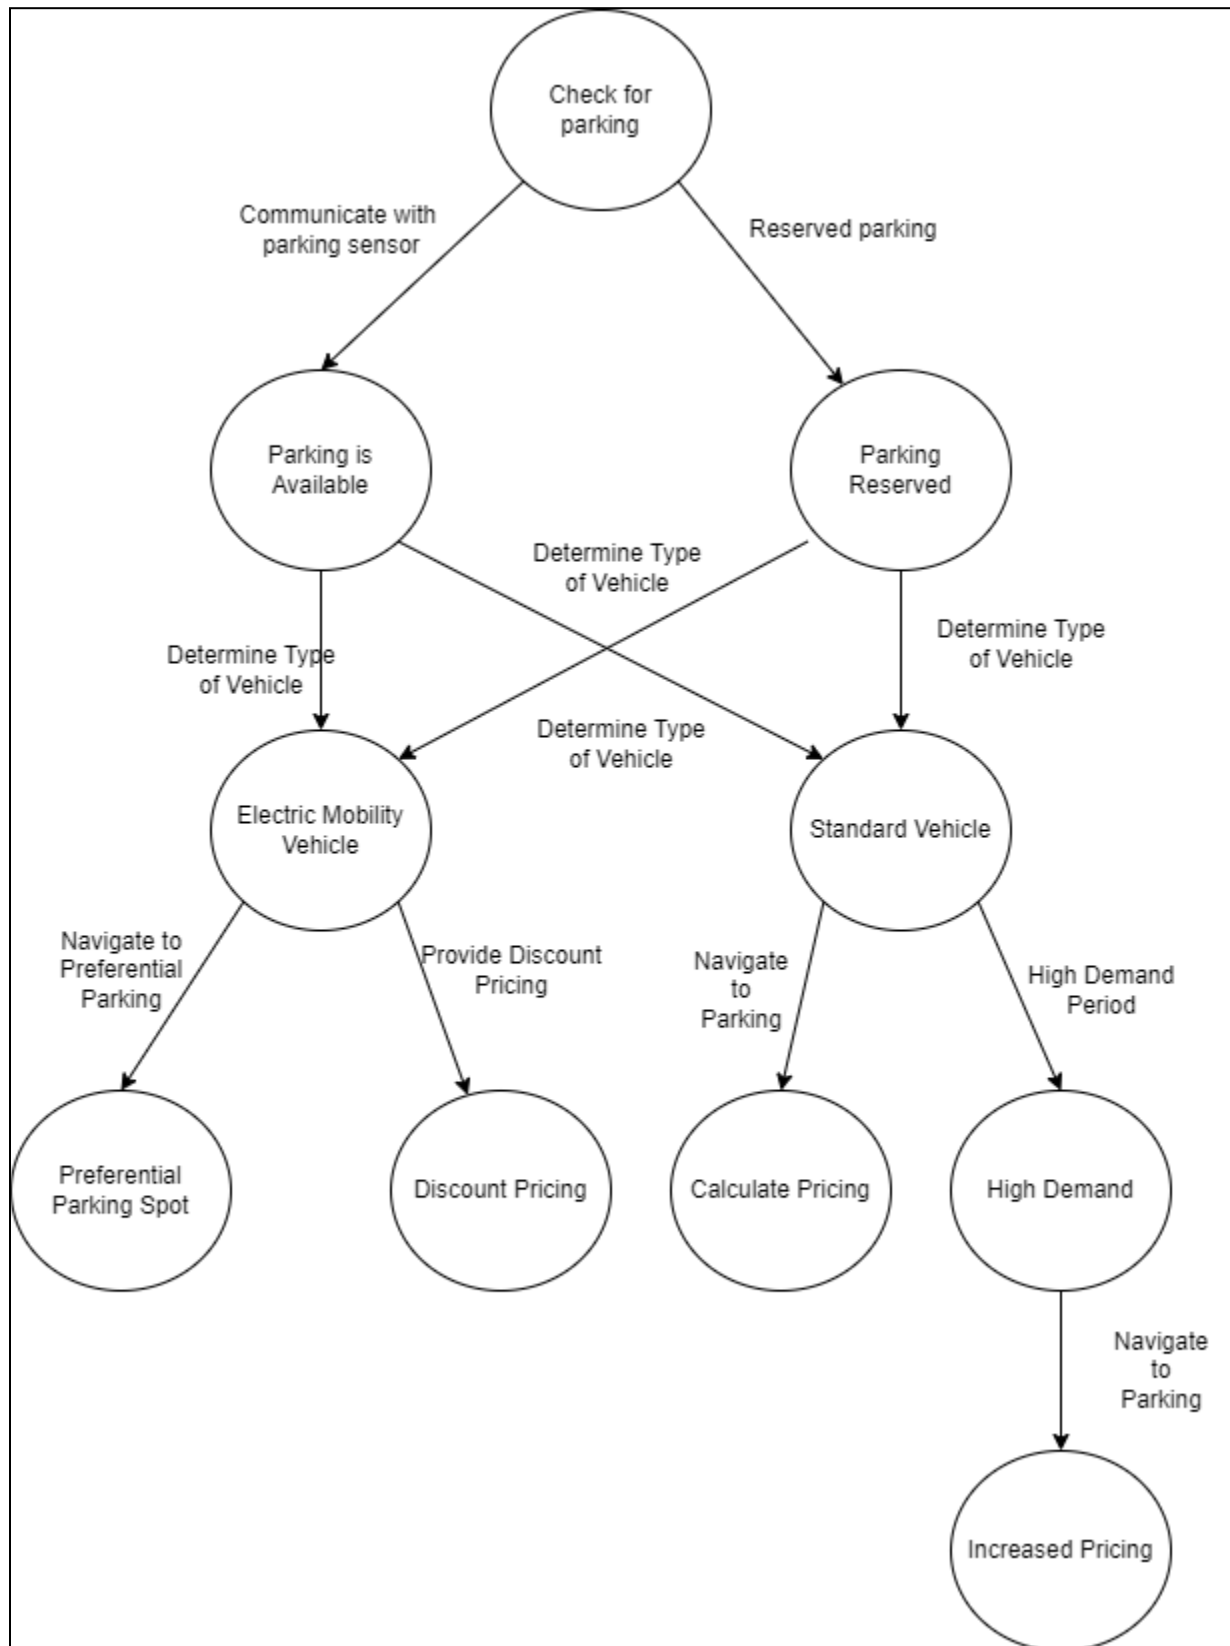 Check for
parking
Communicate with
parking sensor
Reserved parking
Parking is
Available
Parking
Reserved
Determine Type
of Vehicle
Determine Type
of Vehicle
Determine Type
of Vehicle
Determine Type
of Vehicle
Electric Mobility
Vehicle
Standard Vehicle
Navigate to
Preferential
Parking
Provide Discount
Pricing
Navigate
to
Parking
High Demand
Period
Preferential
Parking Spot
Discount Pricing
Calculate Pricing
High Demand
Navigate
to
Parking
Increased Pricing